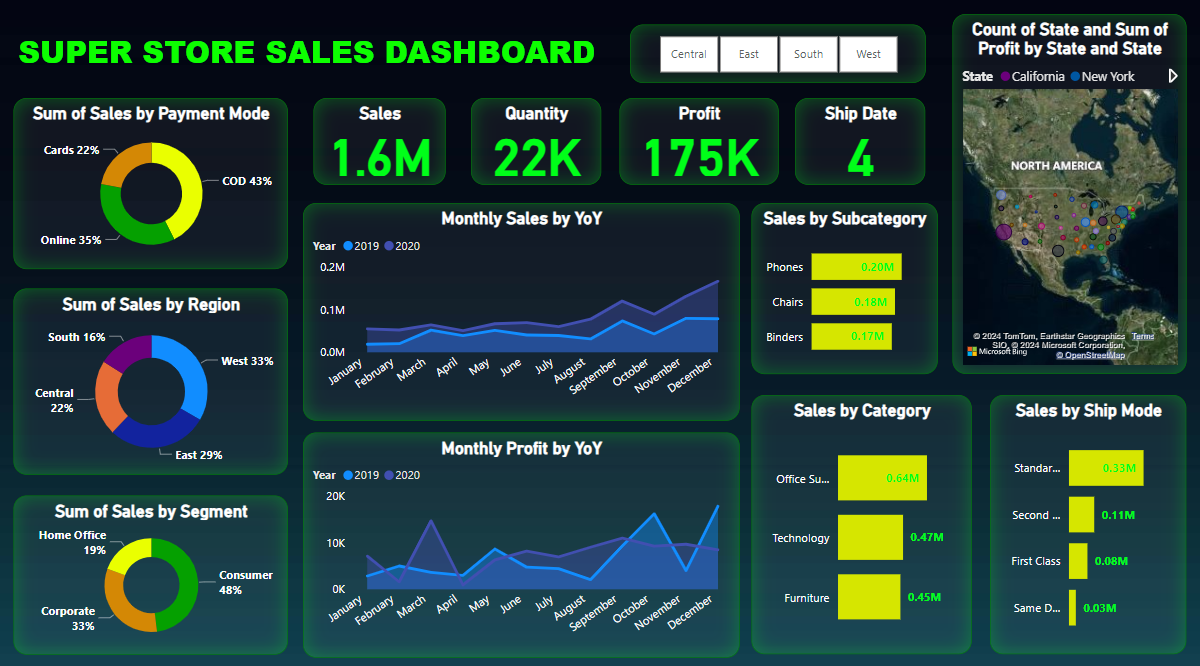 SUPER STORE SALES DASHBOARD
Central
East
South
West
Count of State and Sum of
Profit by State and State
State California New York
NORTH AMERICA
© 2024 TomTom, Earthstar Geographics
SIO, © 2024 Microsoft Corporation,
© OpenStreetMap
Terms
Microsoft Bing
Sum of Sales by Payment Mode
Cards 22%
COD 43%
Online 35%
Sales
1.6M
Quantity
22K
Profit
175K
Ship Date
4
Sum of Sales by Region
South 16%
West 33%
Central
22%
East 29%
Monthly Sales by YoY
Year 2019 2020
0.2M
0.1M
0.0M
January
February
March
April
May
June
July
August
September
October
November
December
Sales by Subcategory
Phones 0.20M
Chairs 0.18M
Binders 0.17M
Sum of Sales by Segment
Home Office
19%
Consumer
48%
Corporate
33%
Monthly Profit by YoY
Year 2019 2020
20K
10K
0K
January
February
March
April
May
June
July
August
September
October
November
December
Sales by Category
Office Su... 0.64M
Technology 0.47M
Furniture 0.45M
Sales by Ship Mode
Standar... 0.33M
Second ... 0.11M
First Class 0.08M
Same D... 0.03M